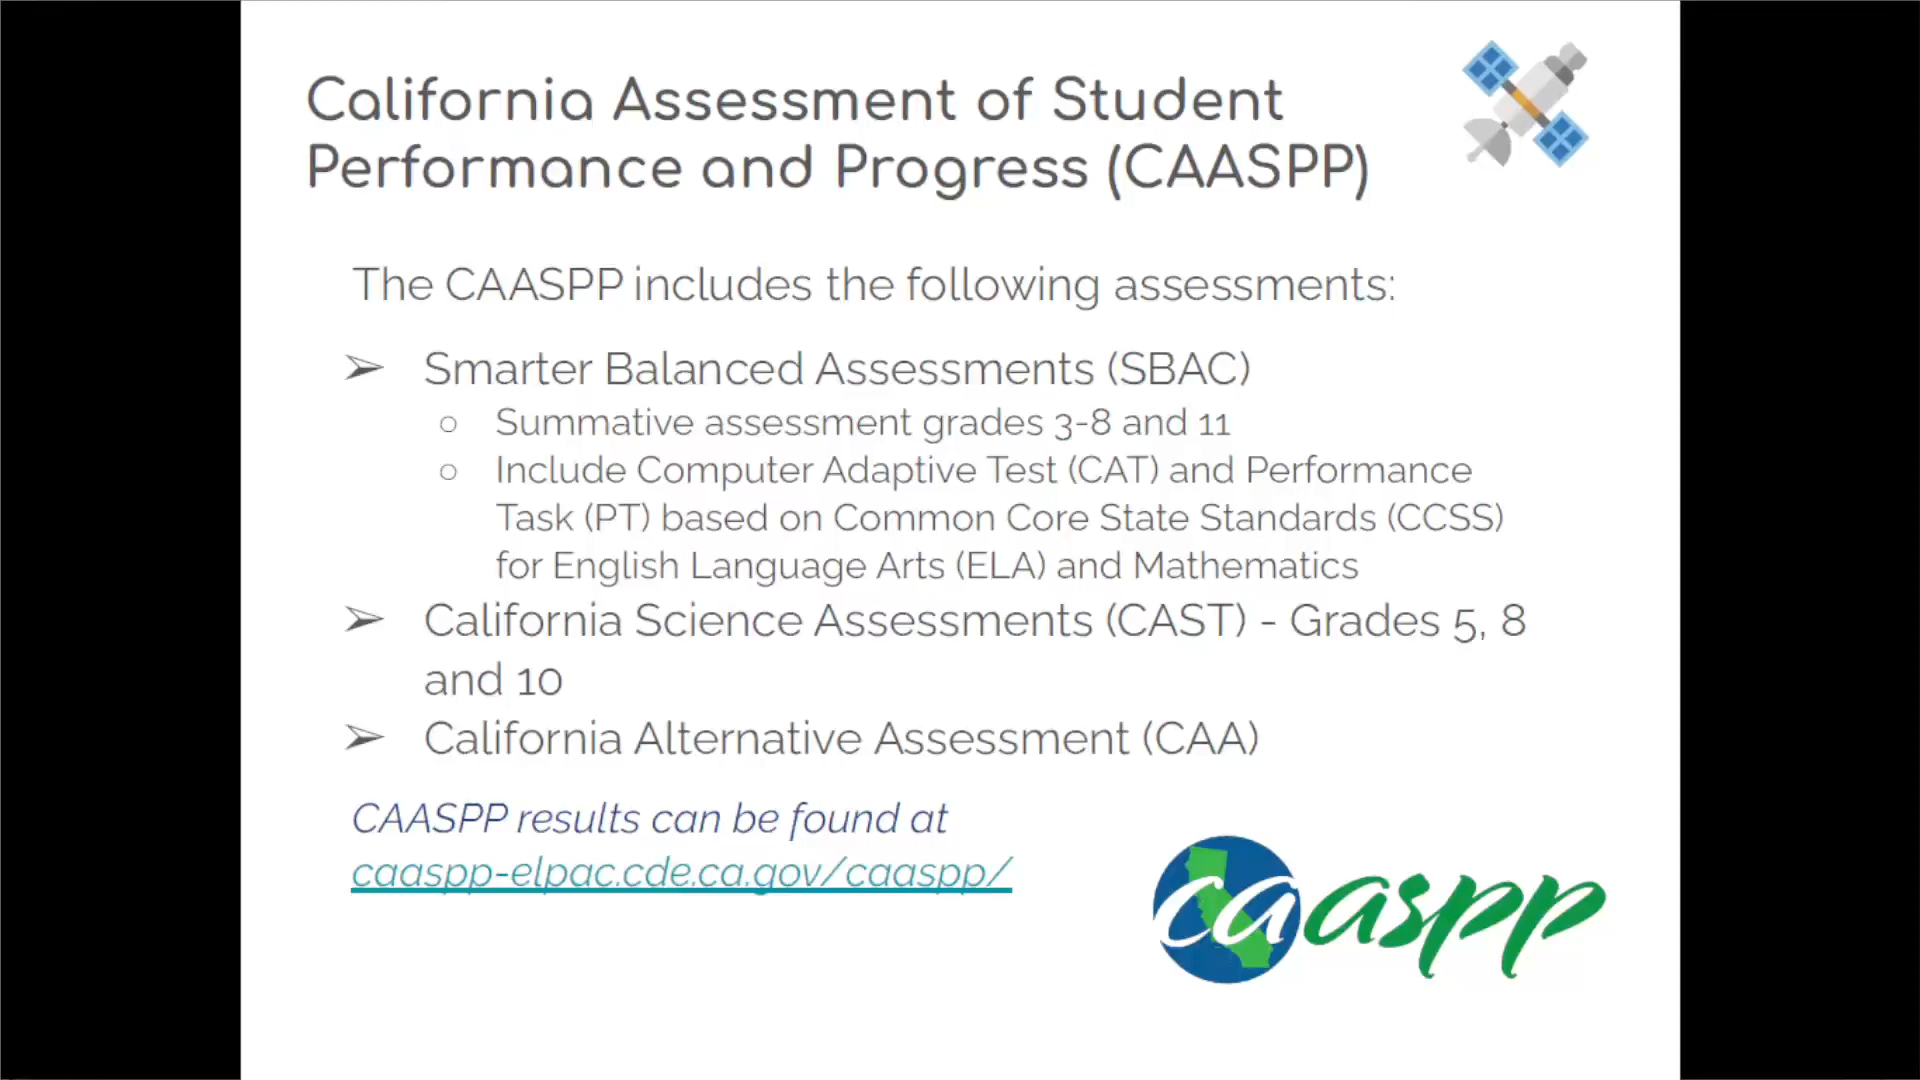 California Assessment of Student
Performance and Progress (CAASPP)
The CAASPP includes the following assessments:
➢ Smarter Balanced Assessments (SBAC)
○ Summative assessment grades 3-8 and 11
○ Include Computer Adaptive Test (CAT) and Performance
Task (PT) based on Common Core State Standards (CCSS)
for English Language Arts (ELA) and Mathematics
➢ California Science Assessments (CAST) - Grades 5, 8
and 10
➢ California Alternative Assessment (CAA)
CAASPP results can be found at
caaspp-elpac.cde.ca.gov/caaspp/
caaspp